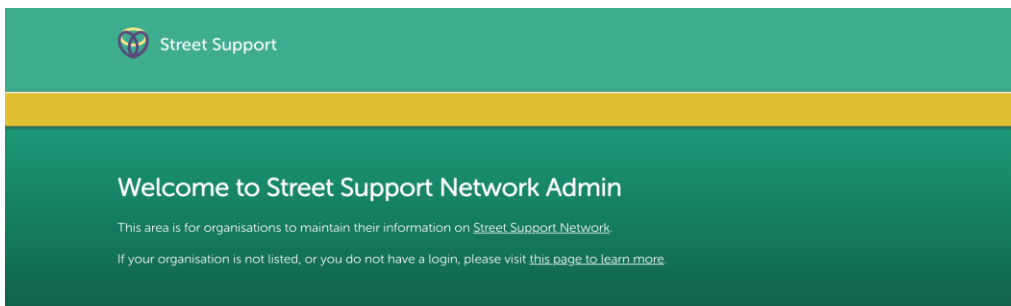 Street Support
Welcome to Street Support Network Admin
This area is for organisations to maintain their information on Street Support Network.
If your organisation is not listed, or you do not have a login, please visit this page to learn more.